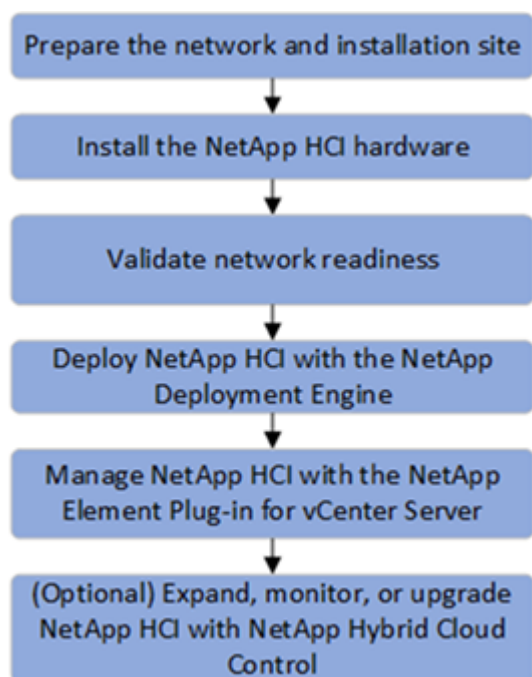 Prepare the network and installation site
Install the NetApp HCI hardware
Validate network readiness
Deploy NetApp HCI with the NetApp
Deployment Engine
Manage NetApp HCI with the NetApp
Element Plug-in for vCenter Server
(Optional) Expand, monitor, or upgrade
NetApp HCI with NetApp Hybrid Cloud
Control